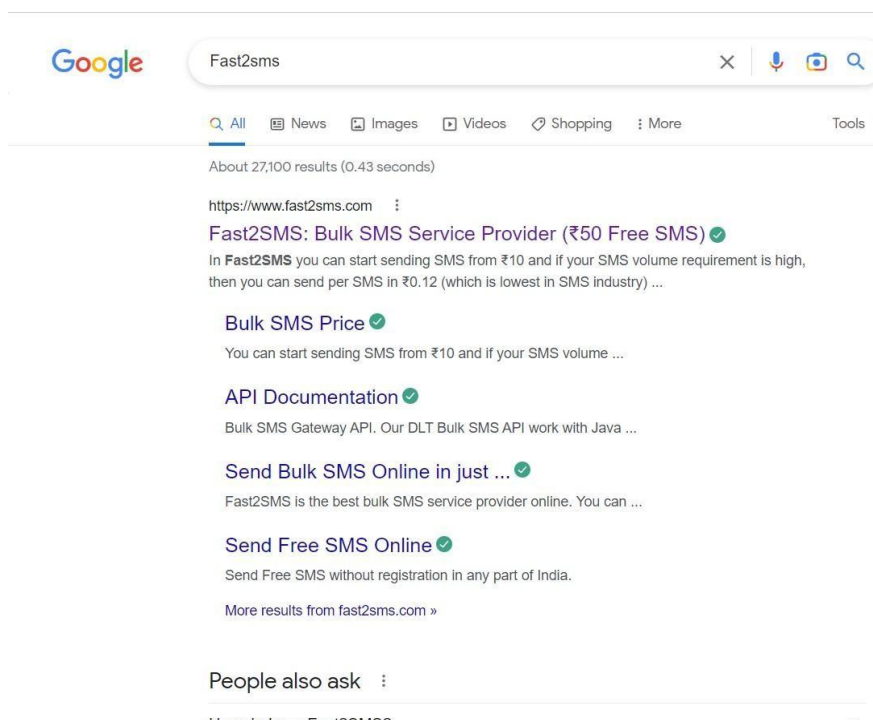 Google
Fast2sms
All News Images Videos Shopping More Tools
About 27,100 results (0.43 seconds)
https://www.fast2sms.com
Fast2SMS: Bulk SMS Service Provider (₹50 Free SMS)
In Fast2SMS you can start sending SMS from ₹10 and if your SMS volume requirement is high,
then you can send per SMS in ₹0.12 (which is lowest in SMS industry) ...
Bulk SMS Price
You can start sending SMS from ₹10 and if your SMS volume ...
API Documentation
Bulk SMS Gateway API. Our DLT Bulk SMS API work with Java ...
Send Bulk SMS Online in just ...
Fast2SMS is the best bulk SMS service provider online. You can ...
Send Free SMS Online
Send Free SMS without registration in any part of India.
More results from fast2sms.com »
People also ask